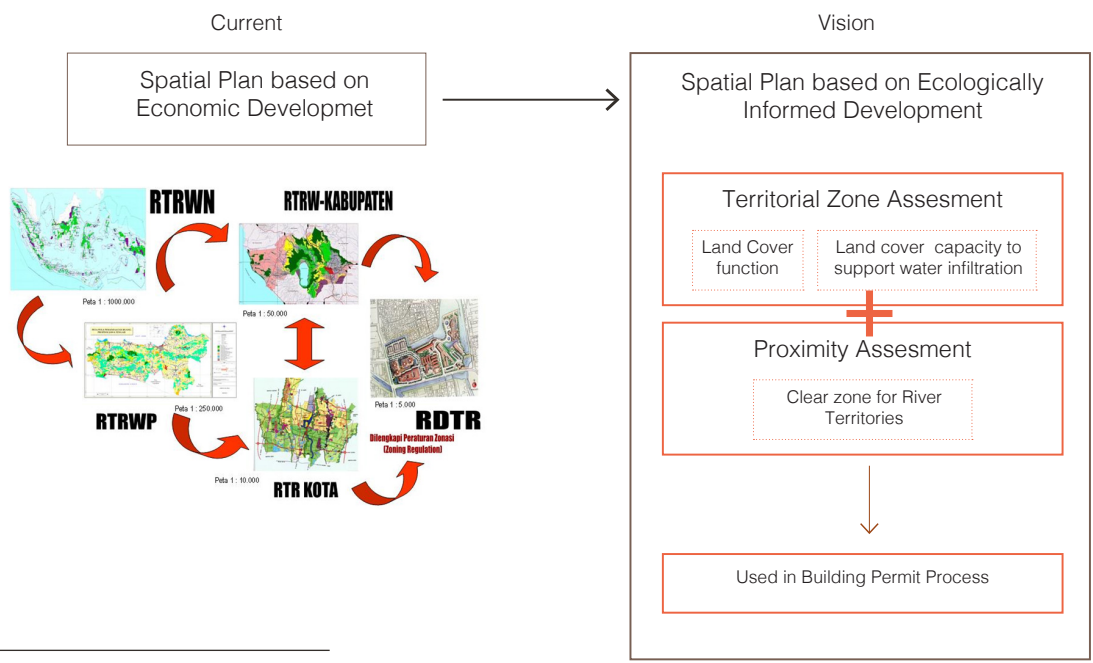 Current
Spatial Plan based on
Economic Developmet
RTRWN
RTRW-KABUPATEN
Peta 1 : 1000.000
Peta 1 : 50.000
Peta 1 : 250.000
RTRWP
Peta 1 : 5.000
RDTR
Dilengkapi Peraturan Zonasi
(Zoning Regulation)
Peta 1 : 10.000
RTR KOTA
Vision
Spatial Plan based on Ecologically
Informed Development
Territorial Zone Assesment
Land Cover
function
Land cover capacity to
support water infiltration
Proximity Assesment
Clear zone for River
Territories
Used in Building Permit Process